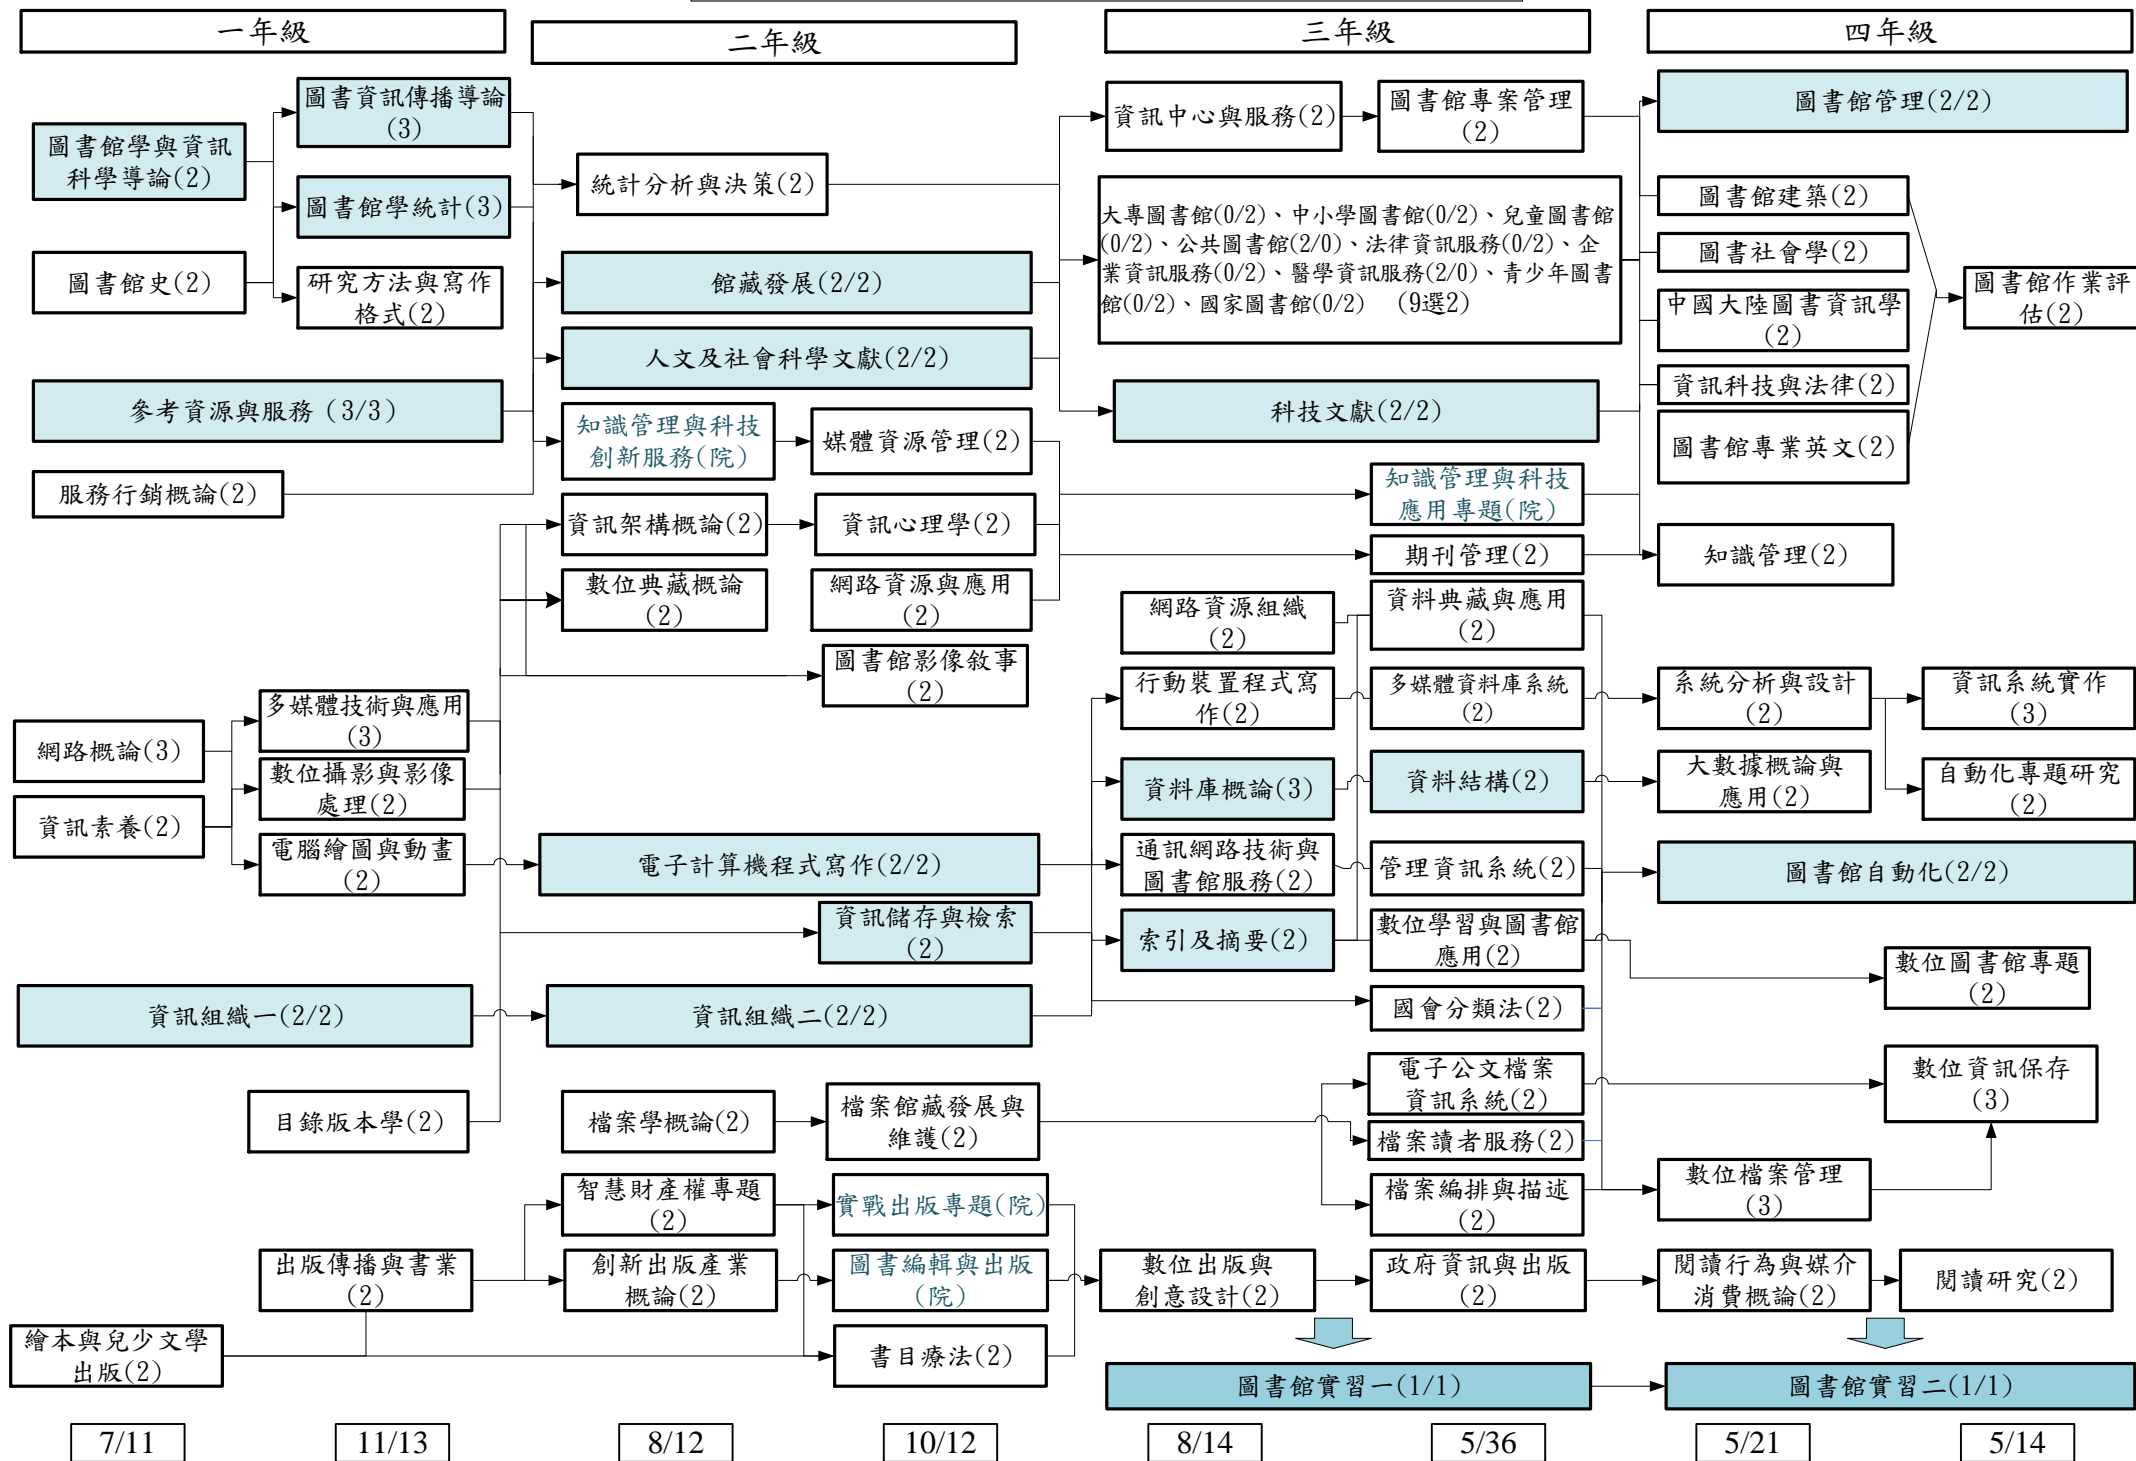 一年級
二年級
三年級
四年級
圖書館學與資訊
科學導論(2)
圖書館史(2)
參考資源與服務 (3/3)
服務行銷概論(2)
網路概論(3)
資訊素養(2)
資訊組織一(2/2)
繪本與兒少文學
出版(2)
圖書資訊傳播導論
(3)
圖書館學統計(3)
研究方法與寫作
格式(2)
多媒體技術與應用
(3)
數位攝影與影像
處理(2)
電腦繪圖與動畫
(2)
目錄版本學(2)
出版傳播與書業
(2)
統計分析與決策(2)
館藏發展(2/2)
人文及社會科學文獻(2/2)
知識管理與科技
創新服務(院)
資訊架構概論(2)
數位典藏概論
(2)
電子計算機程式寫作(2/2)
資訊組織二(2/2)
檔案學概論(2)
智慧財產權專題
(2)
創新出版產業
概論(2)
媒體資源管理(2)
資訊心理學(2)
網路資源與應用
(2)
圖書館影像敘事
(2)
資訊儲存與檢索
(2)
檔案館藏發展與
維護(2)
實戰出版專題(院)
圖書編輯與出版
(院)
書目療法(2)
資訊中心與服務(2)
圖書館專案管理
(2)
大專圖書館(0/2)、中小學圖書館(0/2)、兒童圖書館
(0/2)、公共圖書館(2/0)、法律資訊服務(0/2)、企
業資訊服務(0/2)、醫學資訊服務(2/0)、青少年圖書
館(0/2)、國家圖書館(0/2) (9選2)
科技文獻(2/2)
知識管理與科技
應用專題(院)
期刊管理(2)
網路資源組織
(2)
資料典藏與應用
(2)
行動裝置程式寫
作(2)
多媒體資料庫系統
(2)
資料庫概論(3)
資料結構(2)
通訊網路技術與
圖書館服務(2)
管理資訊系統(2)
索引及摘要(2)
數位學習與圖書館
應用(2)
國會分類法(2)
電子公文檔案
資訊系統(2)
檔案讀者服務(2)
檔案編排與描述
(2)
數位出版與
創意設計(2)
政府資訊與出版
(2)
圖書館實習一(1/1)
圖書館管理(2/2)
圖書館建築(2)
圖書社會學(2)
中國大陸圖書資訊學
(2)
資訊科技與法律(2)
圖書館專業英文(2)
圖書館作業評
估(2)
知識管理(2)
系統分析與設計
(2)
資訊系統實作
(3)
大數據概論與
應用(2)
自動化專題研究
(2)
圖書館自動化(2/2)
數位圖書館專題
(2)
數位資訊保存
(3)
數位檔案管理
(3)
閱讀行為與媒介
消費概論(2)
閱讀研究(2)
圖書館實習二(1/1)
7/11
11/13
8/12
10/12
8/14
5/36
5/21
5/14